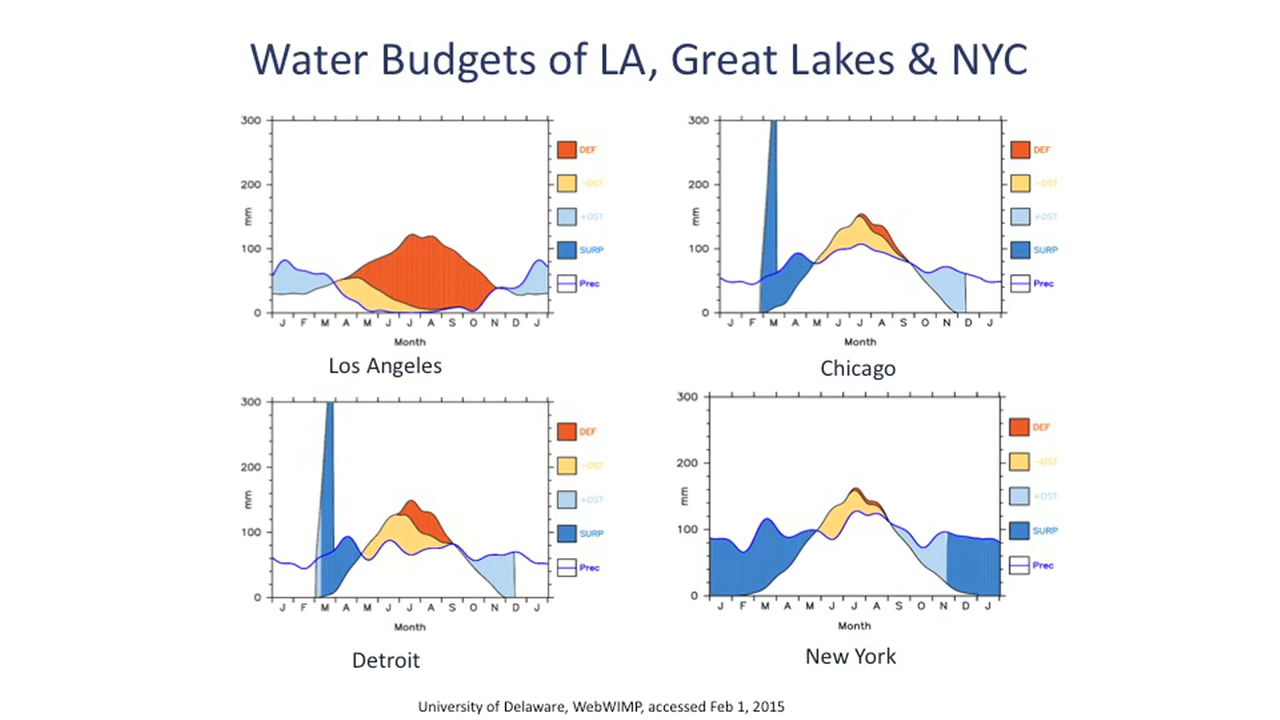 Water Budgets of LA, Great Lakes & NYC
300
200
100
0
mm
J F M A M J J A S O N D J
Month
DEF
-DST
+DST
SURP
Prec
Los Angeles
300
200
100
0
mm
J F M A M J J A S O N D J
Month
DEF
-DST
+DST
SURP
Prec
Chicago
300
200
100
0
mm
J F M A M J J A S O N D J
Month
DEF
-DST
+DST
SURP
Prec
Detroit
300
200
100
0
mm
J F M A M J J A S O N D J
Month
DEF
-DST
+DST
SURP
Prec
New York
University of Delaware, WebWIMP, accessed Feb 1, 2015